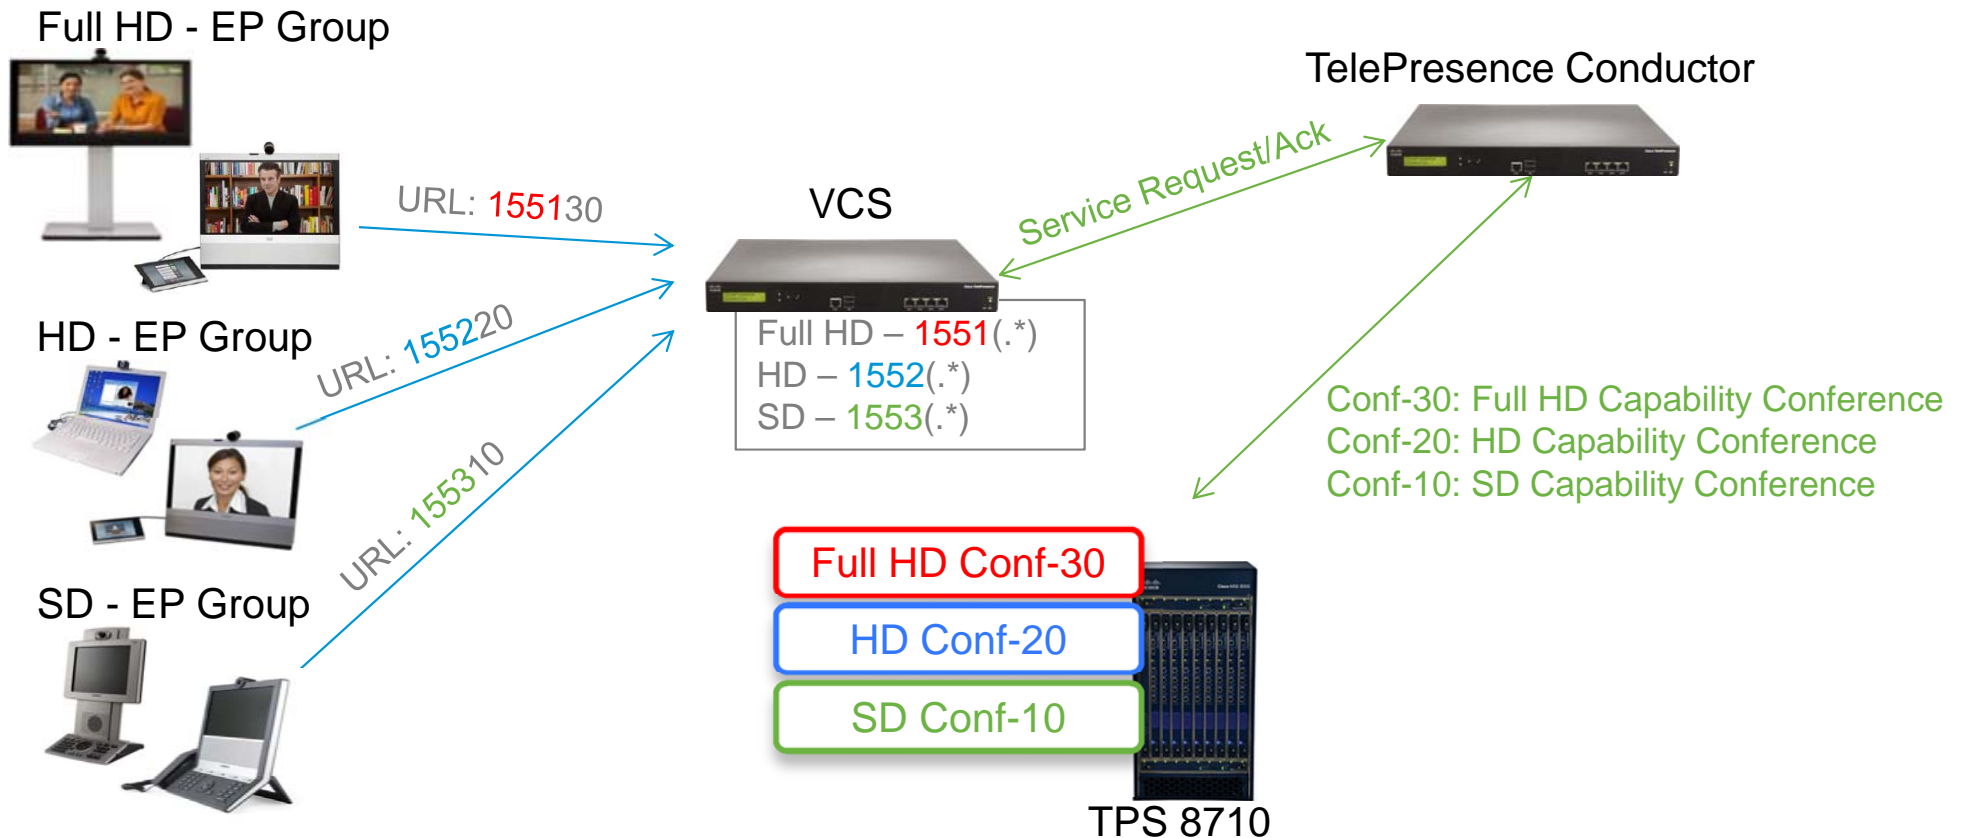 Full HD - EP Group
TelePresence Conductor
URL: 155130
VCS
Service Request/Ack
HD - EP Group
URL: 155220
Full HD – 1551(.*)
HD – 1552(.*)
SD – 1553(.*)
Conf-30: Full HD Capability Conference
Conf-20: HD Capability Conference
Conf-10: SD Capability Conference
URL: 155310
SD - EP Group
Full HD Conf-30
HD Conf-20
SD Conf-10
TPS 8710